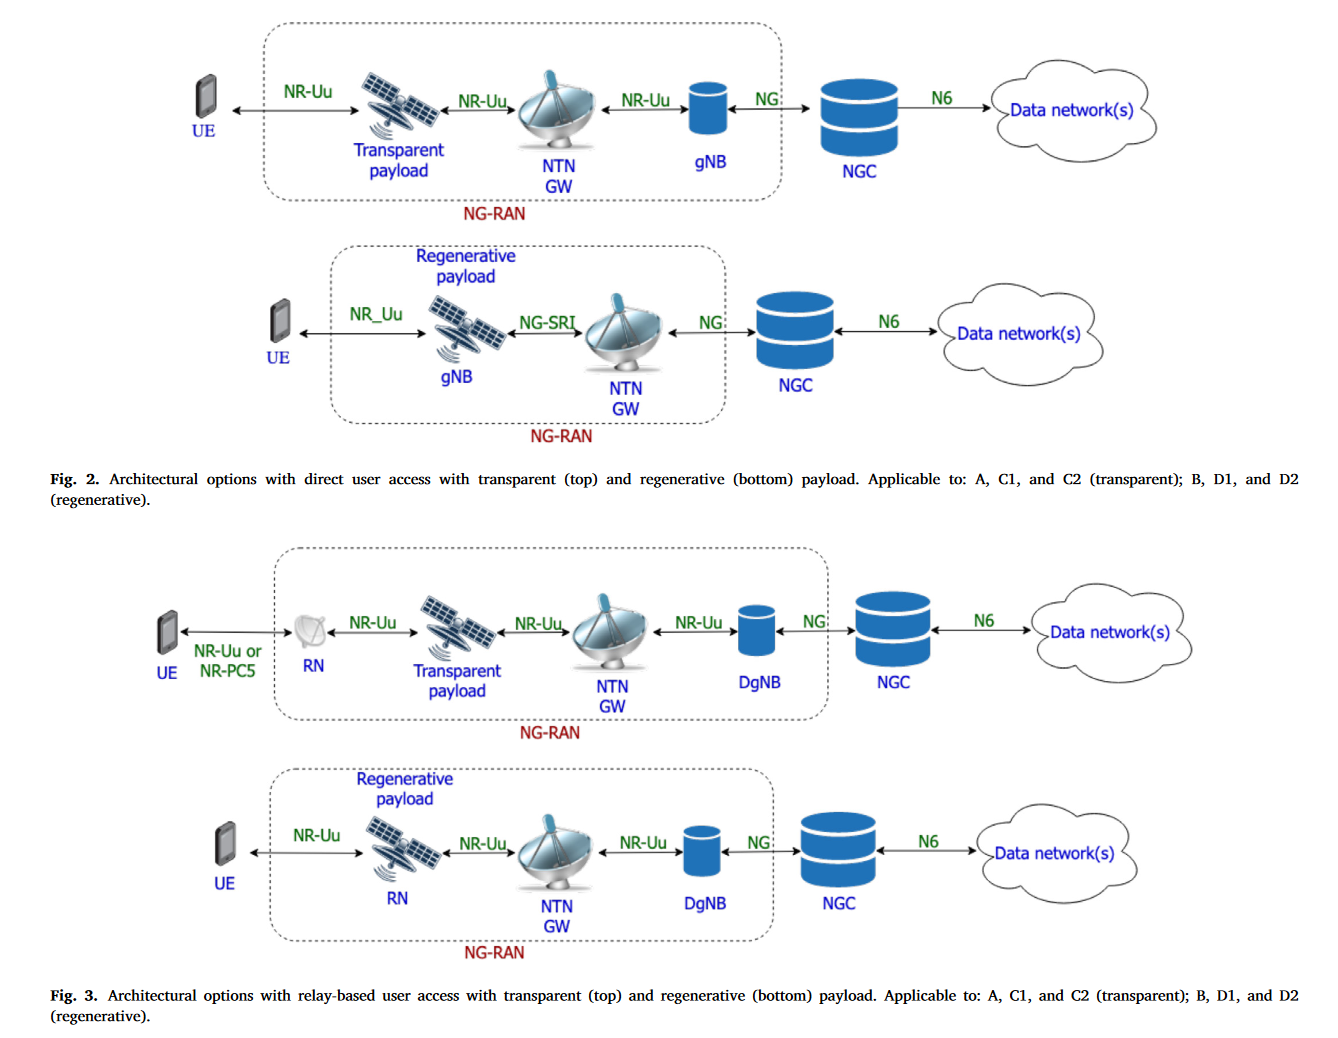 NR-Uu
NR-Uu
NR-Uu
NG
N6
Data network(s)
UE
Transparent
payload
NTN
GW
gNB
NGC
NG-RAN
Regenerative
payload
NR_Uu
NG-SRI
NG
N6
Data network(s)
UE
gNB
NTN
GW
NGC
NG-RAN
Fig. 2. Architectural options with direct user access with transparent (top) and regenerative (bottom) payload. Applicable to: A, C1, and C2 (transparent); B, D1, and D2
(regenerative).
NR-Uu
NR-Uu
NR-Uu
NG
N6
Data network(s)
NR-Uu or
NR-PC5
UE
RN
Transparent
payload
NTN
GW
DgNB
NGC
NG-RAN
Regenerative
payload
NR-Uu
NR-Uu
NR-Uu
NG
N6
Data network(s)
UE
RN
NTN
GW
DgNB
NGC
NG-RAN
Fig. 3. Architectural options with relay-based user access with transparent (top) and regenerative (bottom) payload. Applicable to: A, C1, and C2 (transparent); B, D1, and D2
(regenerative).